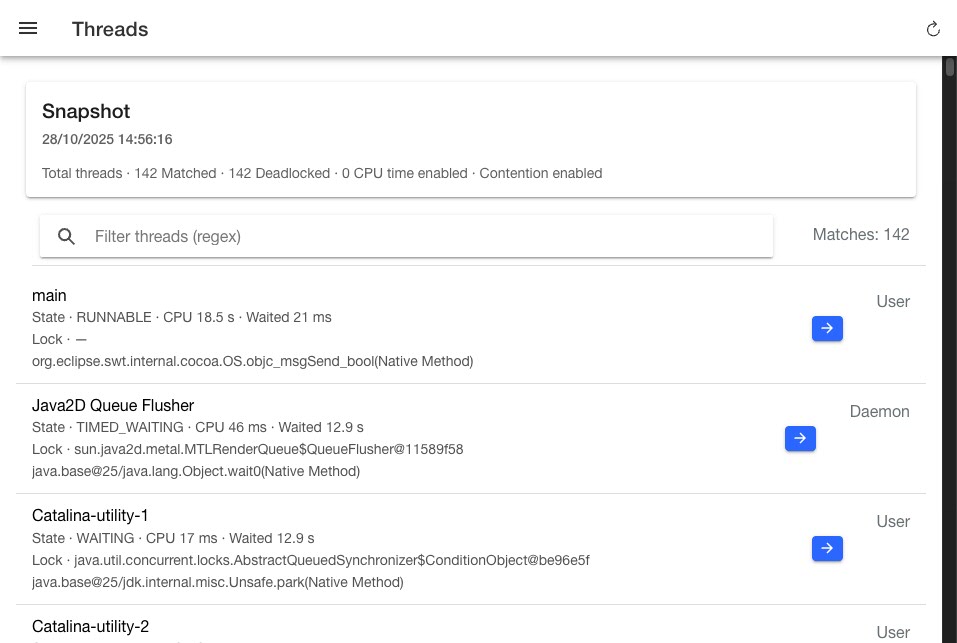 Threads
Snapshot
28/10/2025 14:56:16
Total threads · 142 Matched · 142 Deadlocked · 0 CPU time enabled · Contention enabled
Filter threads (regex)
Matches: 142
main
User
State · RUNNABLE · CPU 18.5 s · Waited 21 ms
Lock · —
org.eclipse.swt.internal.cocoa.OS.objc_msgSend_bool(Native Method)
Java2D Queue Flusher
Daemon
State · TIMED_WAITING · CPU 46 ms · Waited 12.9 s
Lock · sun.java2d.metal.MTLRenderQueue$QueueFlusher@11589f58
java.base@25/java.lang.Object.wait0(Native Method)
Catalina-utility-1
User
State · WAITING · CPU 17 ms · Waited 12.9 s
Lock · java.util.concurrent.locks.AbstractQueuedSynchronizer$ConditionObject@be96e5f
java.base@25/jdk.internal.misc.Unsafe.park(Native Method)
Catalina-utility-2
User